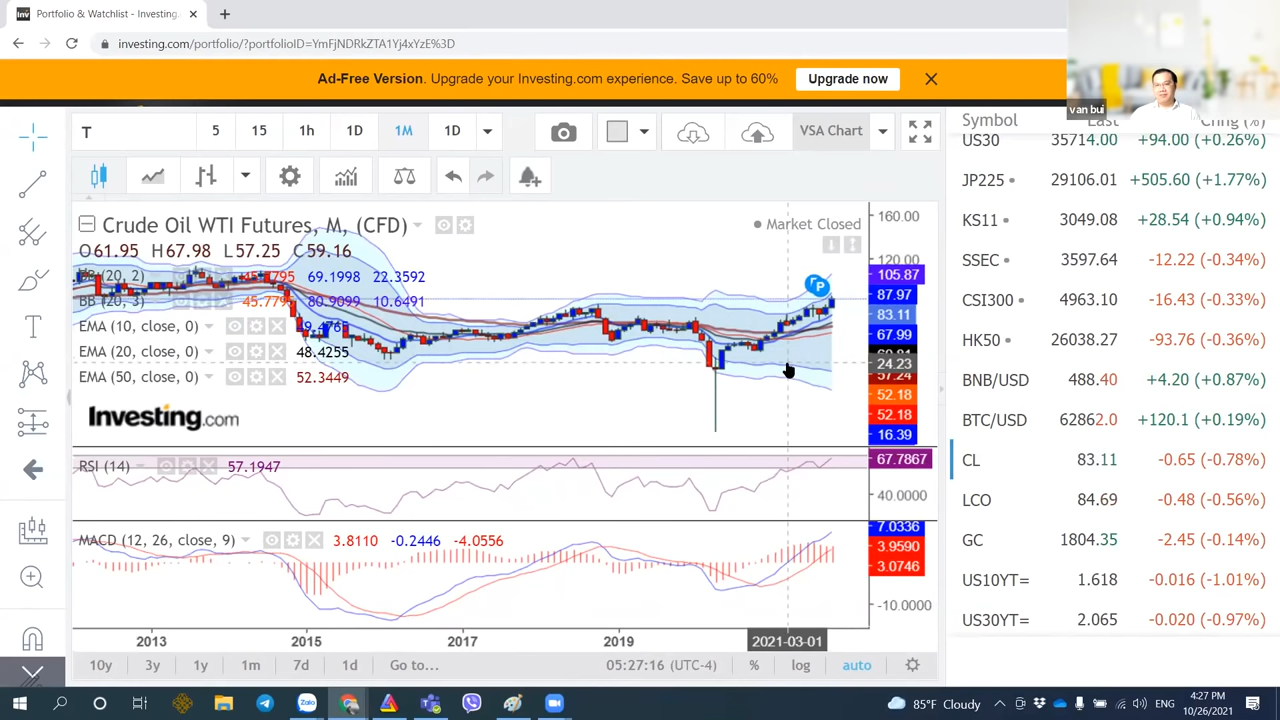 Portfolio & Watchlist - Investing.
investing.com/portfolio/?portfolioID=YmFjNDRkZTA1Yj4xYzE%3D
Ad-Free Version. Upgrade your Investing.com experience. Save up to 60% Upgrade now
van bui
T 5 15 1h 1D 1M 1D VSA Chart
Symbol Last Chng (%)
US30 35714.00 +94.00 (+0.26%)
JP225 29106.01 +505.60 (+1.77%)
KS11 3049.08 +28.54 (+0.94%)
SSEC 3597.64 -12.22 (-0.34%)
CSI300 4963.10 -16.43 (-0.33%)
HK50 26038.27 -93.76 (-0.36%)
BNB/USD 488.40 +4.20 (+0.87%)
BTC/USD 62862.0 +120.1 (+0.19%)
CL 83.11 -0.65 (-0.78%)
LCO 84.69 -0.48 (-0.56%)
GC 1804.35 -2.45 (-0.14%)
US10YT= 1.618 -0.016 (-1.01%)
US30YT= 2.065 -0.020 (-0.97%)
Crude Oil WTI Futures, M, (CFD)
Market Closed
O61.95 H67.98 L57.25 C59.16
BB (20, 2) 45.7795 69.1998 22.3592
BB (20, 3) 45.7795 80.9099 10.6491
EMA (10, close, 0)
EMA (20, close, 0) 48.4255
EMA (50, close, 0) 52.3449
Investing.com
P
160.00
120.00
105.87
87.97
83.11
67.99
24.23
57.24
52.18
52.18
16.39
RSI (14) 57.1947
67.7867
40.0000
MACD (12, 26, close, 9) 3.8110 -0.2446 -4.0556
7.0336
3.9590
3.0746
-10.0000
2013 2015 2017 2019 2021-03-01
10y 3y 1y 1m 7d 1d Go to... 05:27:16 (UTC-4) % log auto
Zalo
85°F Cloudy
4:27 PM
10/26/2021